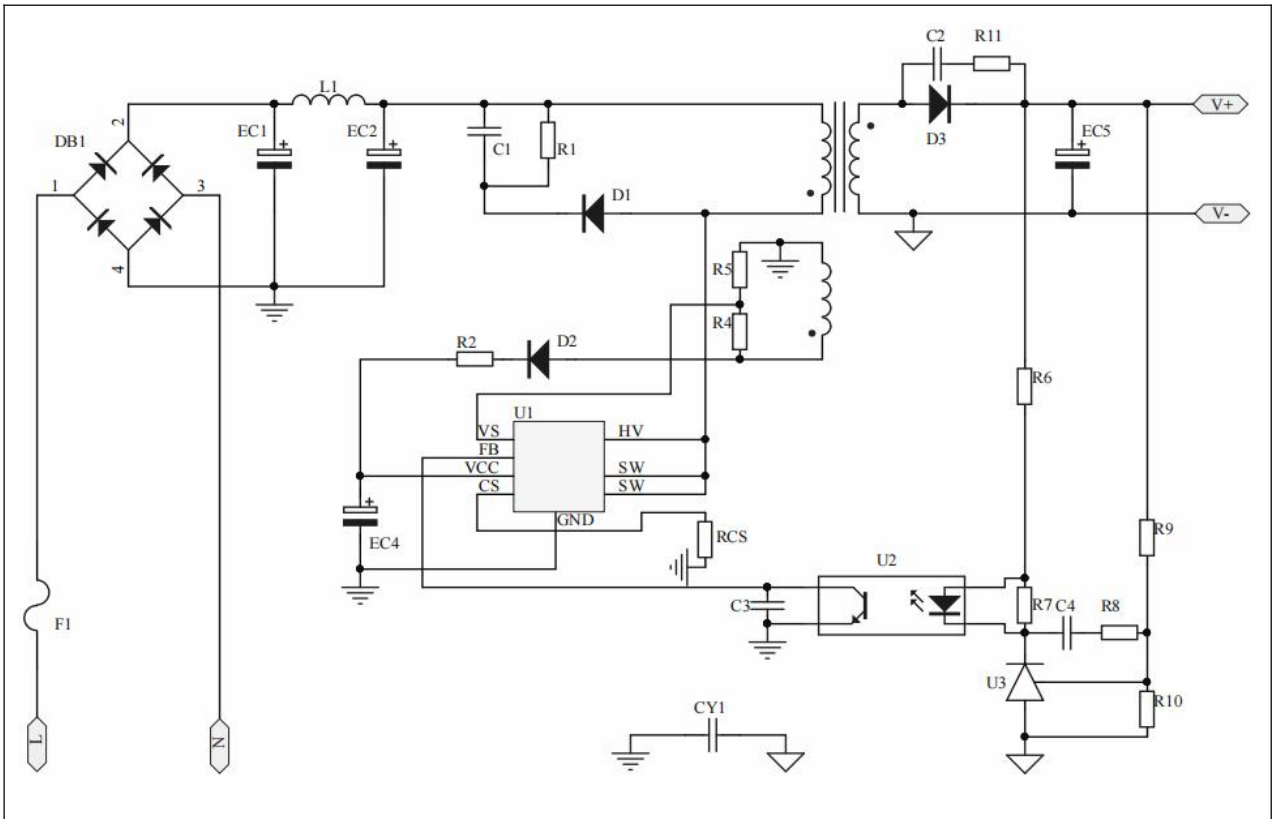 C2
R11
L1
V+
2
EC1
EC2
DB1
C1
R1
D3
EC5
1
3
D1
V-
4
R5
R4
R2
D2
R6
U1
VS
HV
FB
VCC
SW
CS
SW
GND
RCS
EC4
R9
U2
C3
R7
C4
R8
F1
U3
R10
CY1
L
N